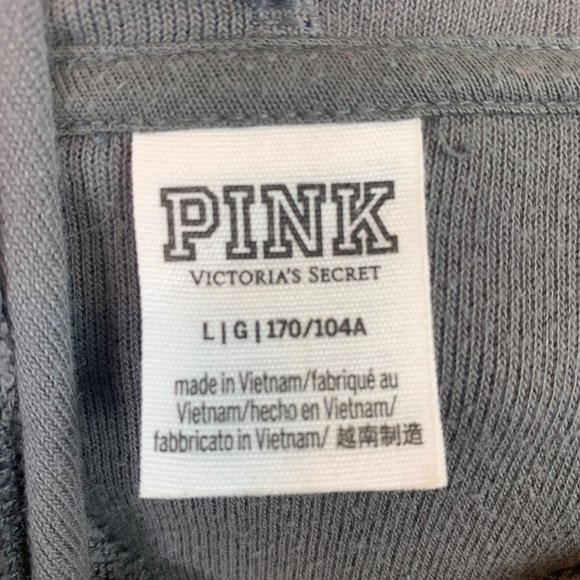 PINK
VICTORIA'S SECRET
L | G | 170/104A
made in Vietnam/fabriqué au
Vietnam/hecho en Vietnam/
fabbricato in Vietnam/ 越南制造